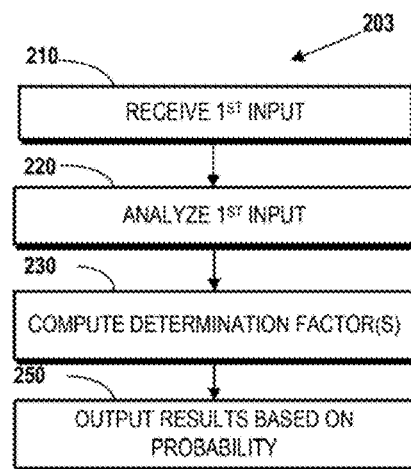 203
210
RECEIVE 1ST INPUT
220
ANALYZE 1ST INPUT
230
COMPUTE DETERMINATION FACTOR(S)
250
OUTPUT RESULTS BASED ON
PROBABILITY